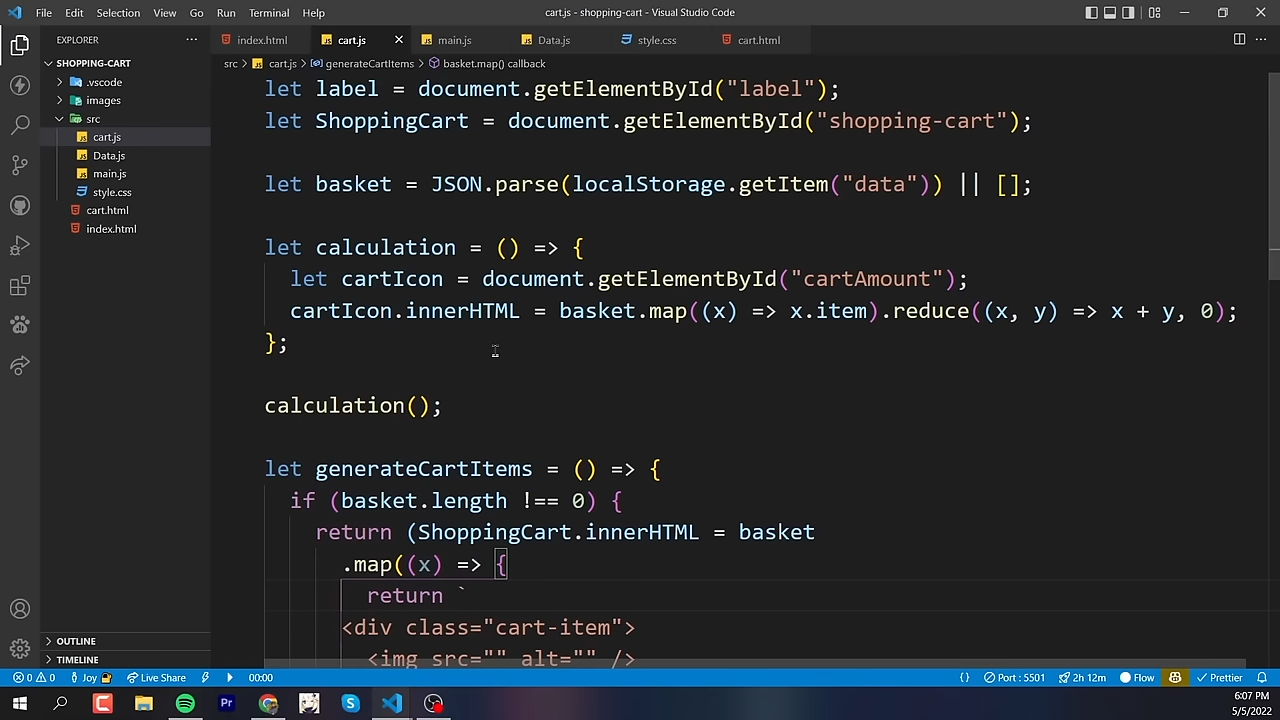 File Edit Selection View Go Run Terminal Help
cart.js - shopping-cart - Visual Studio Code
EXPLORER
SHOPPING-CART
.vscode
images
src
cart.js
Data.js
main.js
style.css
cart.html
index.html
OUTLINE
TIMELINE
index.html cart.js main.js Data.js style.css cart.html
src > cart.js > generateCartItems > basket.map() callback
let label = document.getElementById("label");
let ShoppingCart = document.getElementById("shopping-cart");
let basket = JSON.parse(localStorage.getItem("data")) || [];
let calculation = () => {
let cartIcon = document.getElementById("cartAmount");
cartIcon.innerHTML = basket.map((x) => x.item).reduce((x, y) => x + y, 0);
};
calculation();
let generateCartItems = () => {
if (basket.length !== 0) {
return (ShoppingCart.innerHTML = basket
.map((x) => {
return `
<div class="cart-item">
<img src="" alt="" />
0 0 Joy Live Share 00:00 {} Port : 5501 2h 12m Flow Prettier
6:07 PM
5/5/2022